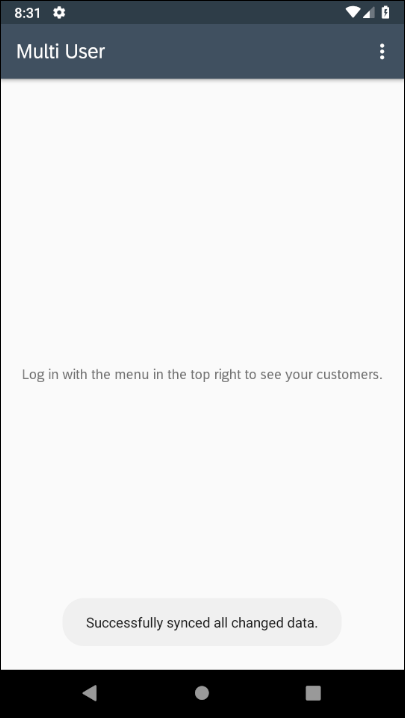 8:31
Multi User
Log in with the menu in the top right to see your customers.
Successfully synced all changed data.